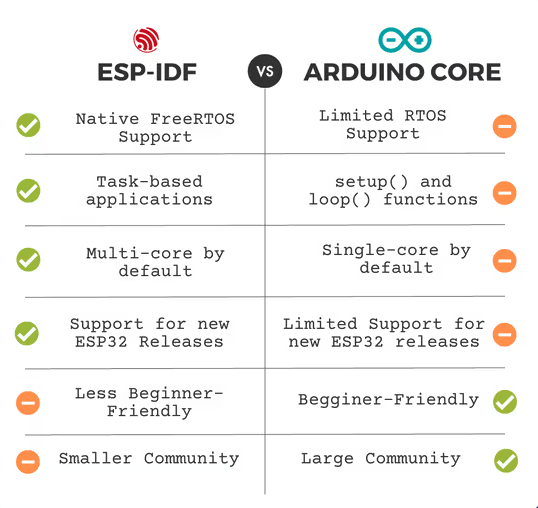 ESP-IDF
VS
ARDUINO CORE
Native FreeRTOS
Support
Limited RTOS
Support
Task-based
applications
setup() and
loop() functions
Multi-core by
default
Single-core by
default
Support for new
ESP32 Releases
Limited Support for
new ESP32 releases
Less Beginner-
Friendly
Begginer-Friendly
Smaller Community
Large Community